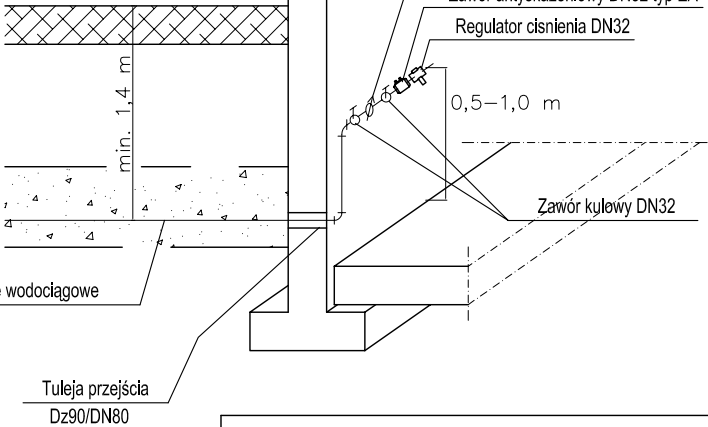 Regulator cisnienia DN32
min. 1,4 m
0,5-1,0 m
Zawór kulowy DN32
wodociągowe
Tuleja przejścia
Dz90/DN80